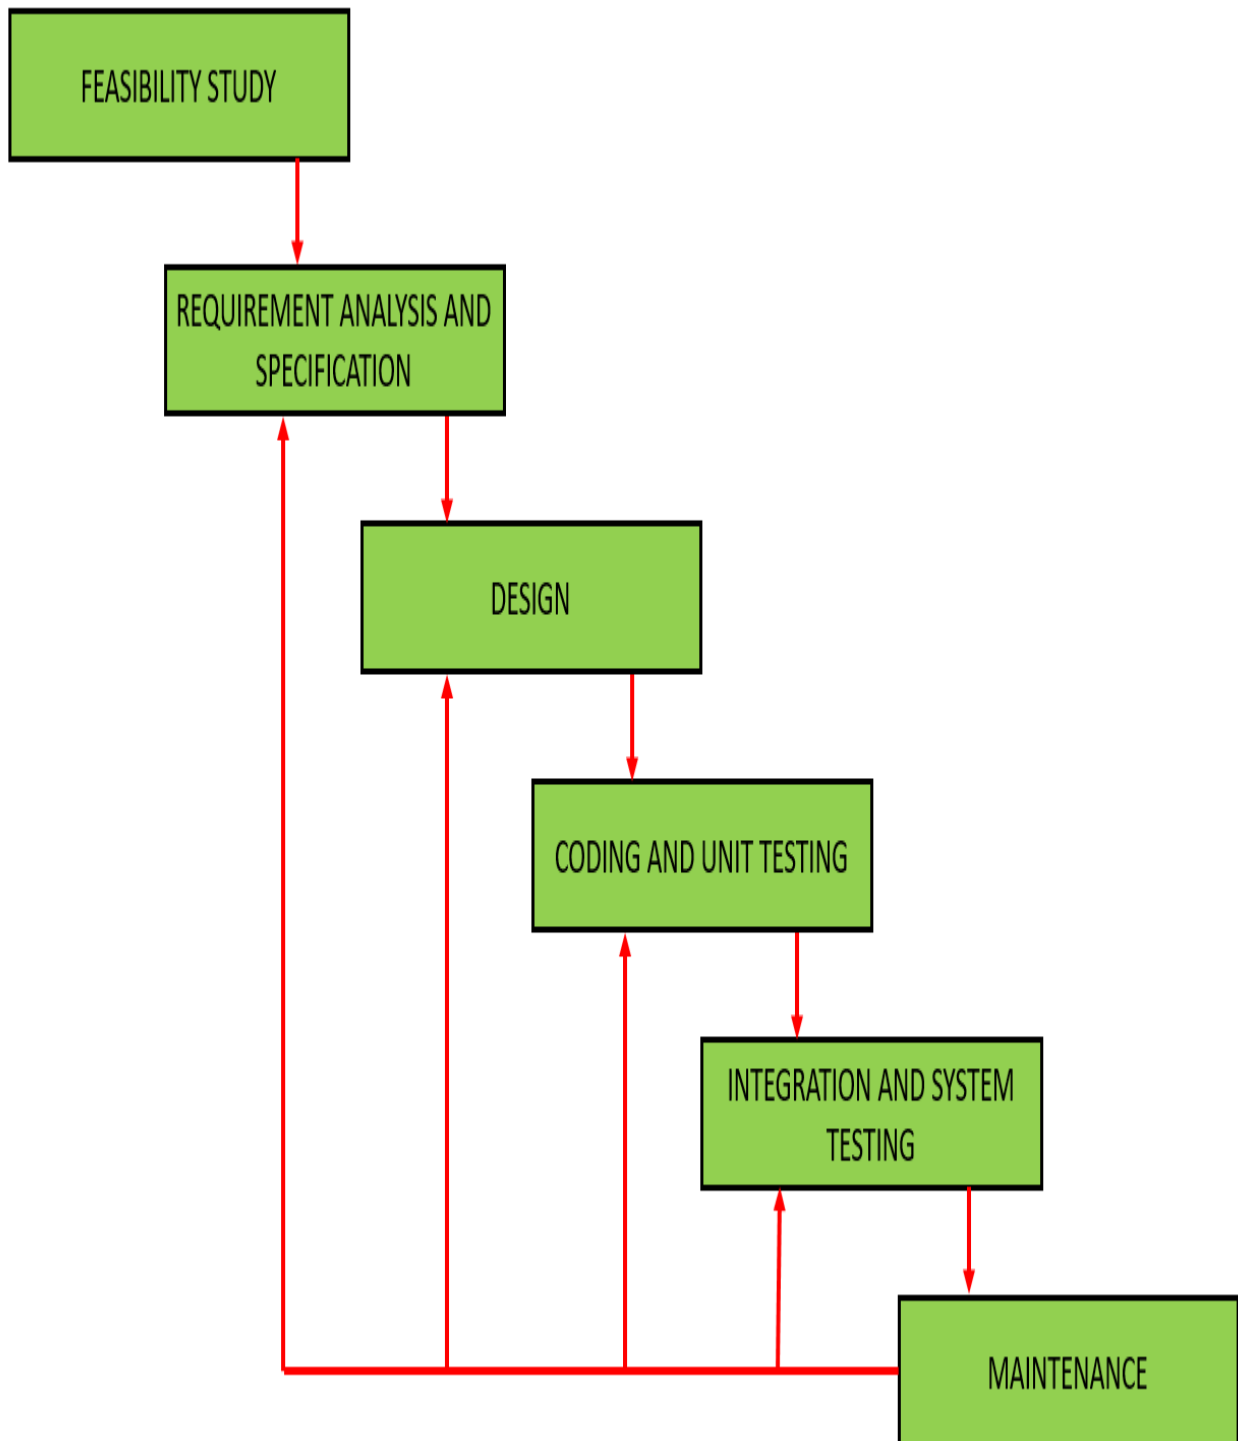 FEASIBILITY STUDY
REQUIREMENT ANALYSIS AND
SPECIFICATION
DESIGN
CODING AND UNIT TESTING
INTEGRATION AND SYSTEM
TESTING
MAINTENANCE